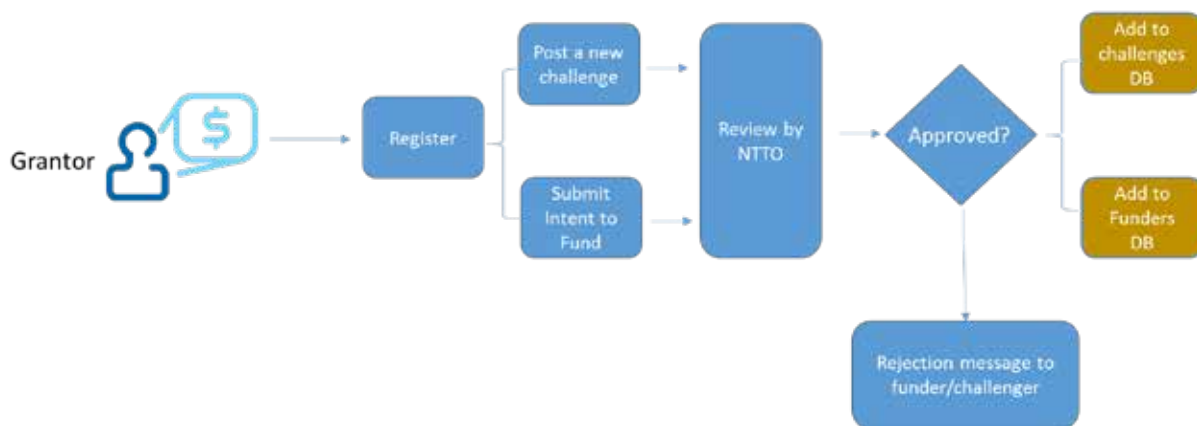 Grantor
$
Register
Post a new
challenge
Submit
Intent to
Fund
Review by
NTTO
Approved?
Add to
challenges
DB
Add to
Funders
DB
Rejection message to
funder/challenger